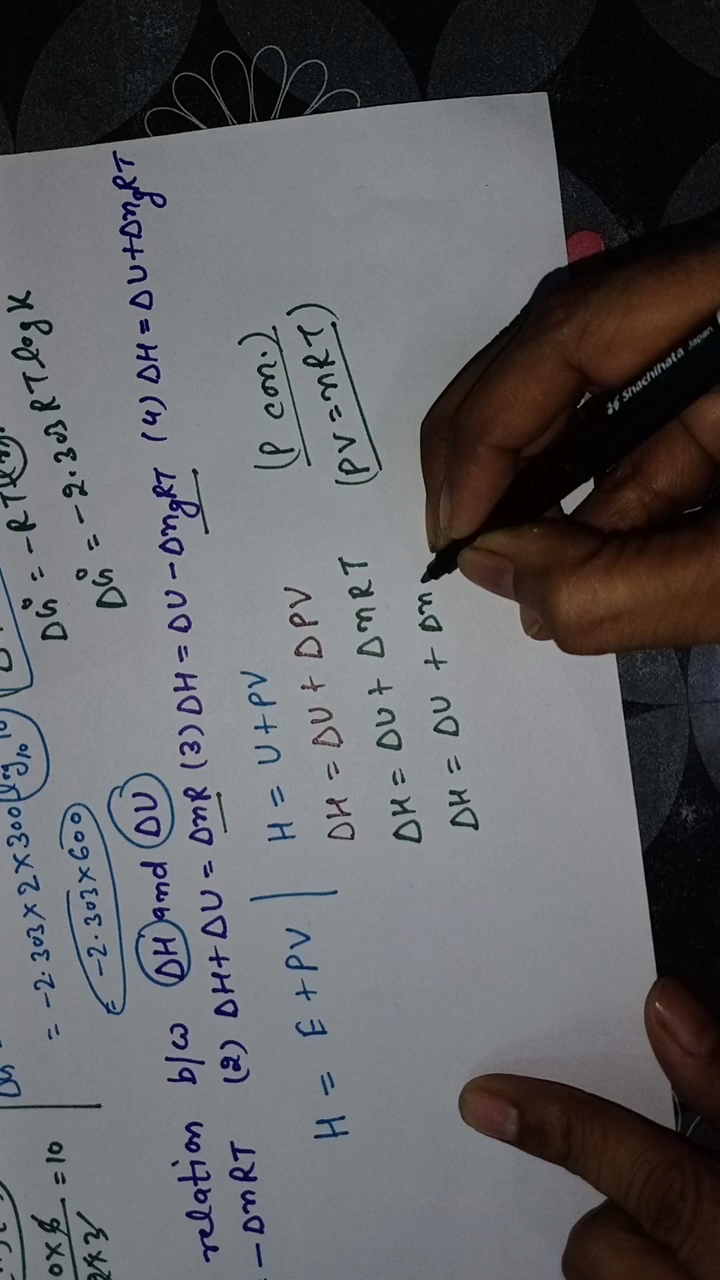 = -2.303×2×300 log₁₀ 10
= -2.303×600
0×6/2×3 = 10
ΔG° = -RT
ΔG° = -2.303 RT log K
relation b/w ΔH and ΔU
- ΔnRT (2) ΔH+ΔU = ΔnR (3) ΔH = ΔU - ΔngRT (4) ΔH = ΔU+ΔngRT
H = E+PV | H = U+PV
ΔH = ΔU+ ΔPV (P con.)
ΔH = ΔU+ ΔnRT (PV = nRT)
ΔH = ΔU + Δn
Shachihata Japan